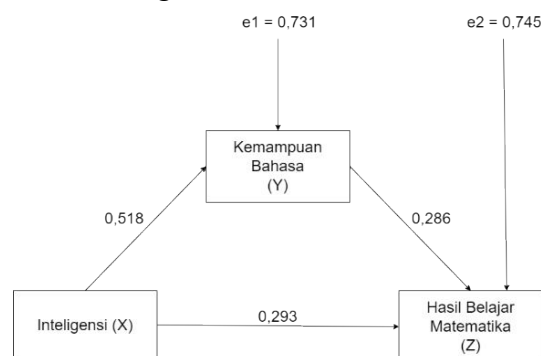 e1 = 0,731
e2 = 0,745
Kemampuan
Bahasa
(Y)
0,518
0,286
Inteligensi (X)
0,293
Hasil Belajar
Matematika
(Z)